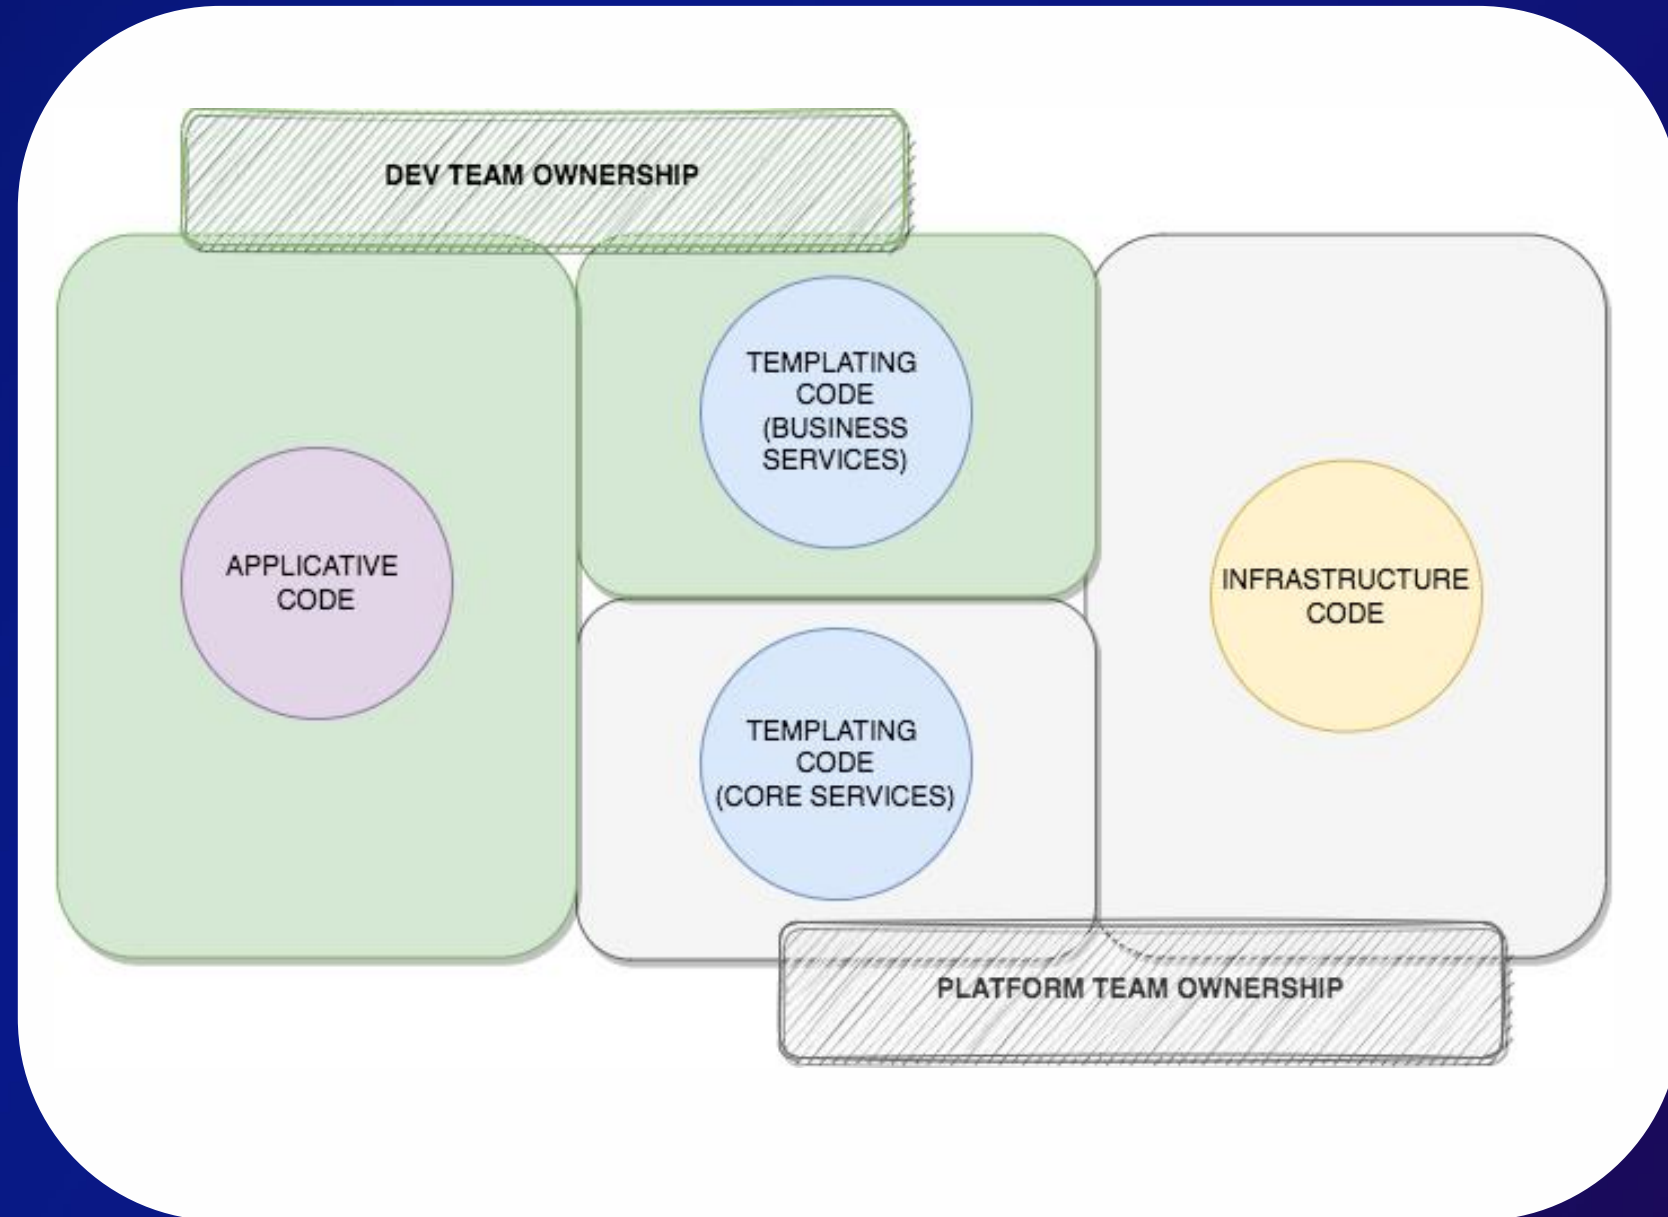 DEV TEAM OWNERSHIP
TEMPLATING
CODE
(BUSINESS
SERVICES)
APPLICATIVE
CODE
INFRASTRUCTURE
CODE
TEMPLATING
CODE
(CORE SERVICES)
PLATFORM TEAM OWNERSHIP